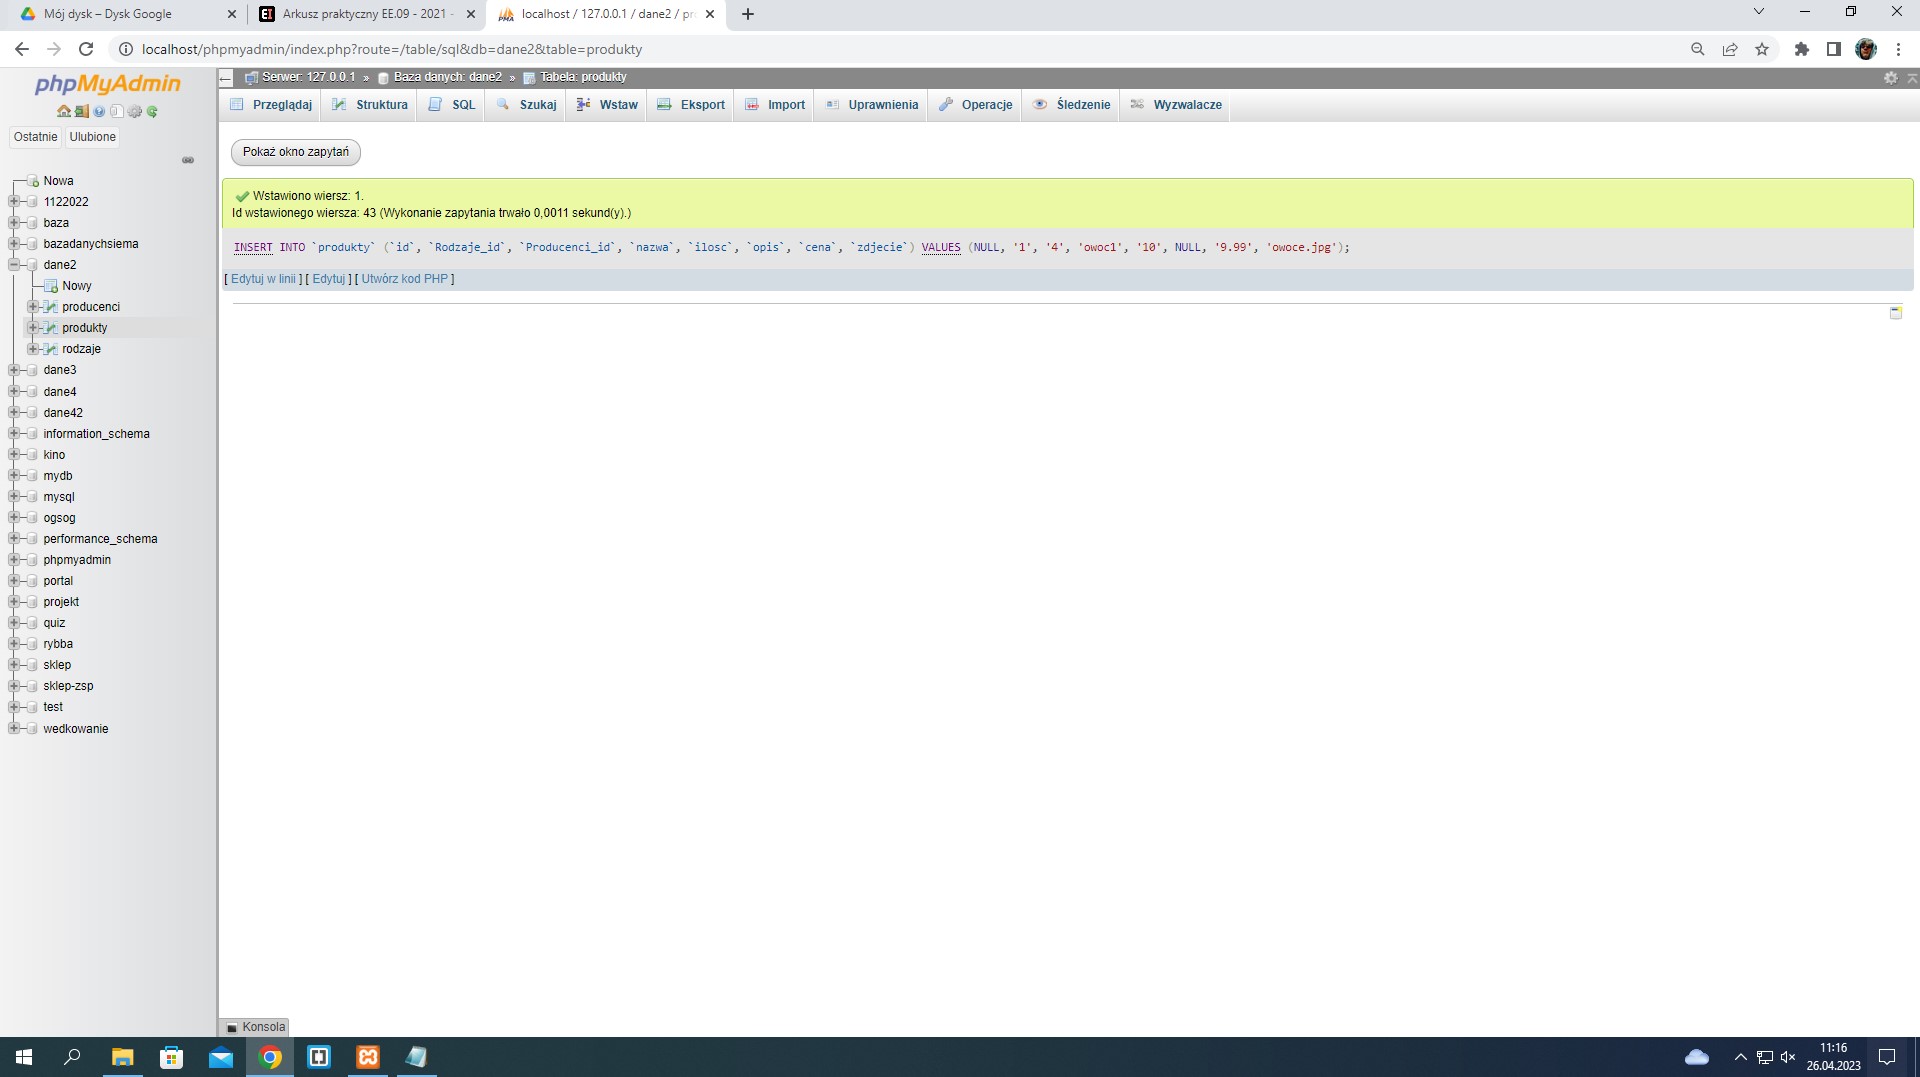 Mój dysk – Dysk Google
Arkusz praktyczny EE.09 - 2021 -
localhost / 127.0.0.1 / dane2 / pro
localhost/phpmyadmin/index.php?route=/table/sql&db=dane2&table=produkty
phpMyAdmin
Ostatnie Ulubione
Nowa
1122022
baza
bazadanychsiema
dane2
Nowy
producenci
produkty
rodzaje
dane3
dane4
dane42
information_schema
kino
mydb
mysql
ogsog
performance_schema
phpmyadmin
portal
projekt
quiz
rybba
sklep
sklep-zsp
test
wedkowanie
Serwer: 127.0.0.1 » Baza danych: dane2 » Tabela: produkty
Przeglądaj Struktura SQL Szukaj Wstaw Eksport Import Uprawnienia Operacje Śledzenie Wyzwalacze
Pokaż okno zapytań
Wstawiono wiersz: 1.
Id wstawionego wiersza: 43 (Wykonanie zapytania trwało 0,0011 sekund(y).)
INSERT INTO `produkty` (`id`, `Rodzaje_id`, `Producenci_id`, `nazwa`, `ilosc`, `opis`, `cena`, `zdjecie`) VALUES (NULL, '1', '4', 'owoc1', '10', NULL, '9.99', 'owoce.jpg');
[ Edytuj w linii ] [ Edytuj ] [ Utwórz kod PHP ]
Konsola
11:16
26.04.2023